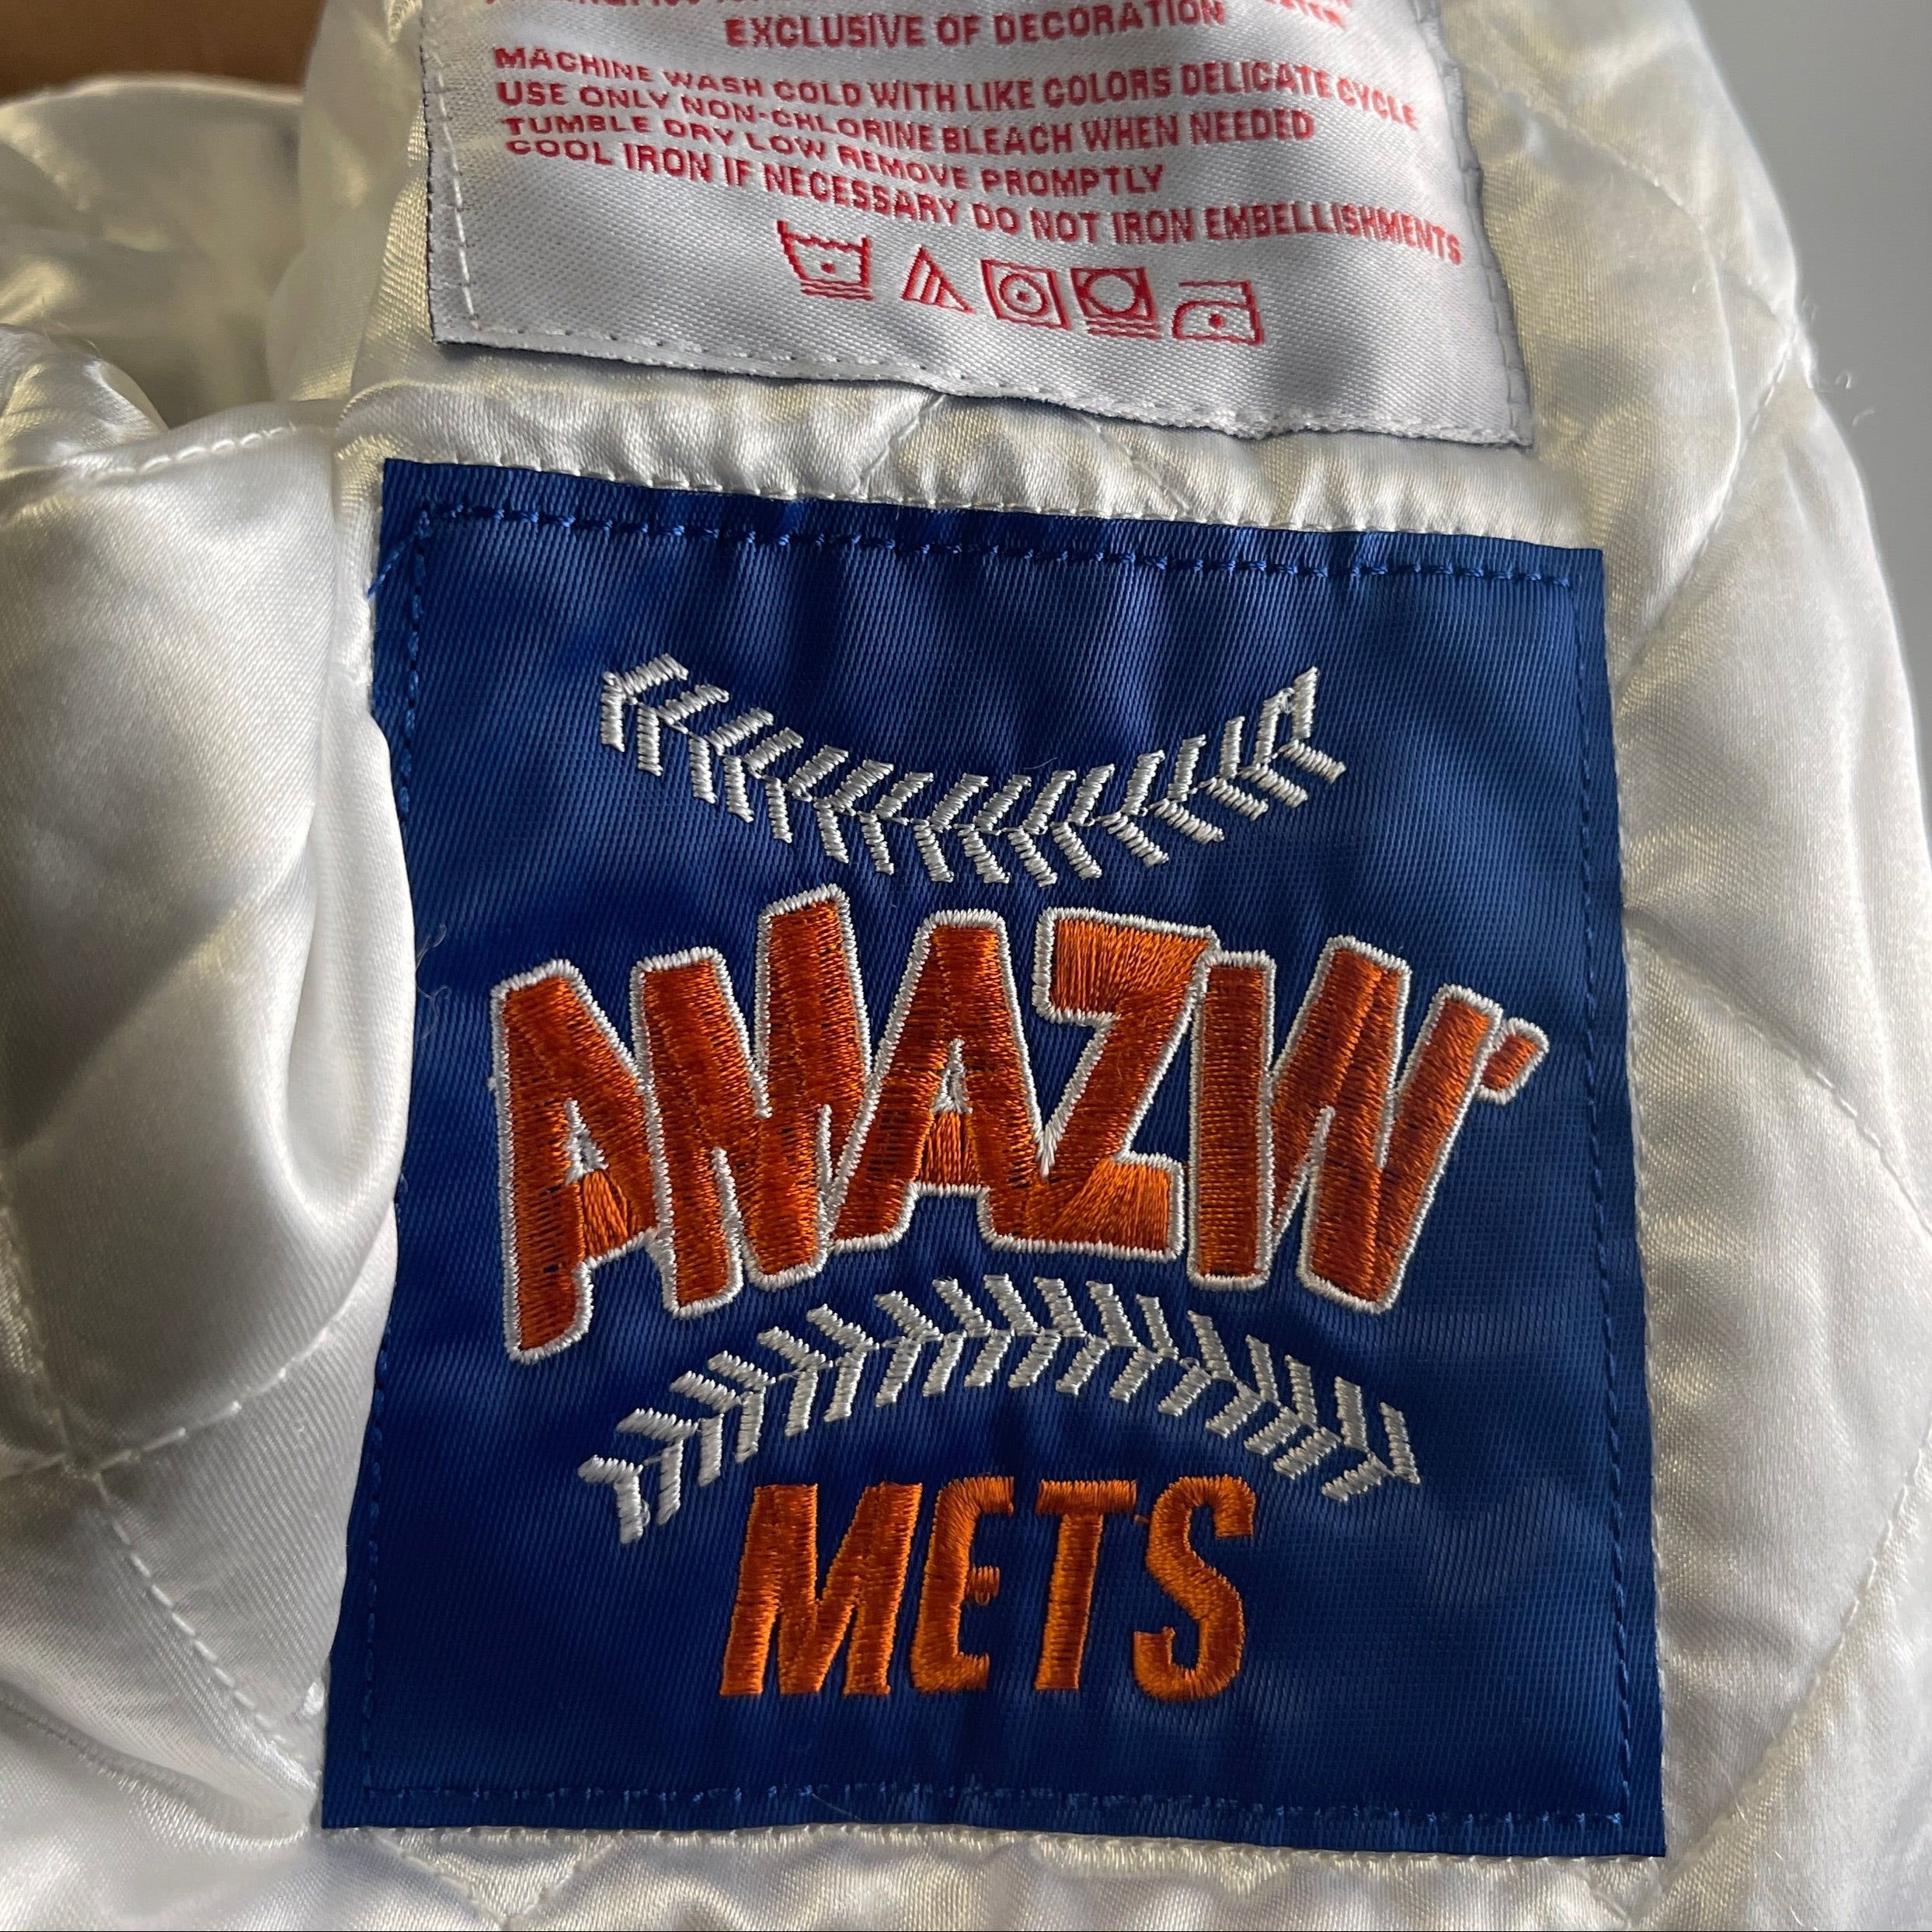 EXCLUSIVE OF DECORATION
MACHINE WASH COLD WITH LIKE COLORS DELICATE CYCLE
USE ONLY NON-CHLORINE BLEACH WHEN NEEDED
TUMBLE DRY LOW REMOVE PROMPTLY
COOL IRON IF NECESSARY DO NOT IRON EMBELLISHMENTS
AMAZIN'
METS